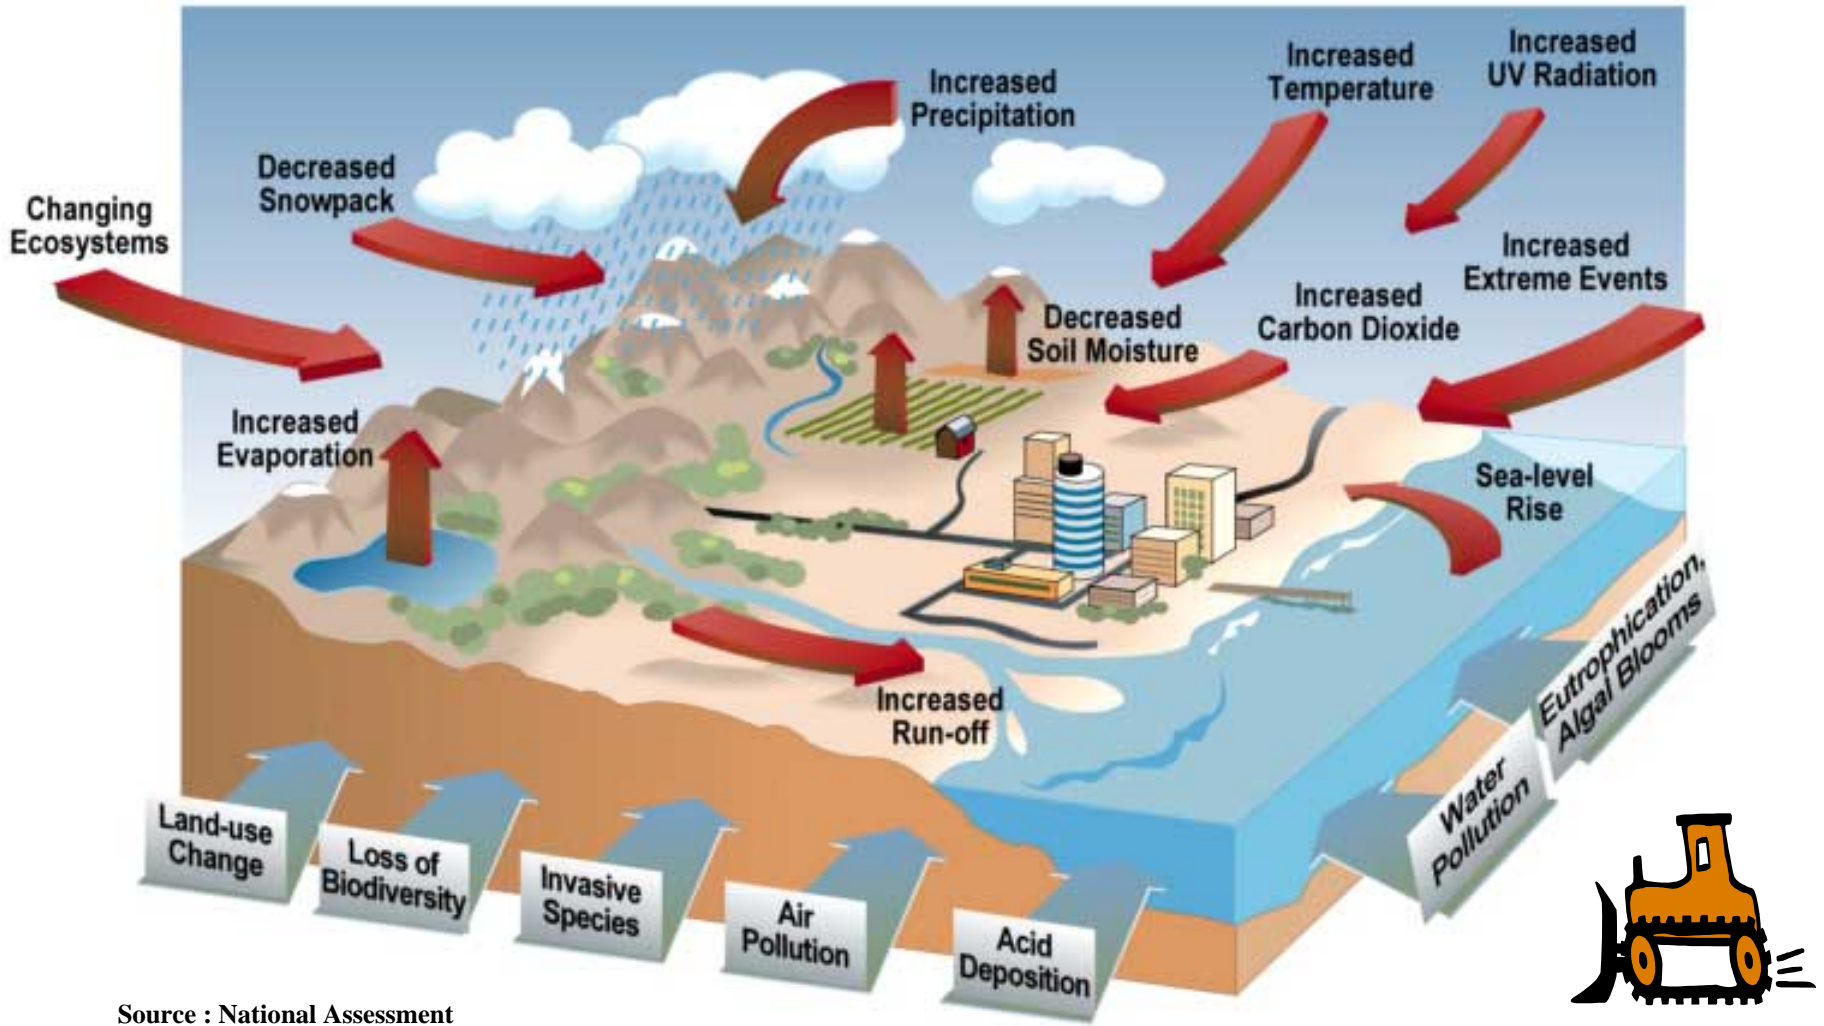 Increased
Precipitation
Increased
Temperature
Increased
UV Radiation
Decreased
Snowpack
Changing
Ecosystems
Increased
Extreme Events
Increased
Carbon Dioxide
Decreased
Soil Moisture
Increased
Evaporation
Sea-level
Rise
Increased
Run-off
Eutrophication,
Algal Blooms
Water
Pollution
Land-use
Change
Loss of
Biodiversity
Invasive
Species
Air
Pollution
Acid
Deposition
Source : National Assessment